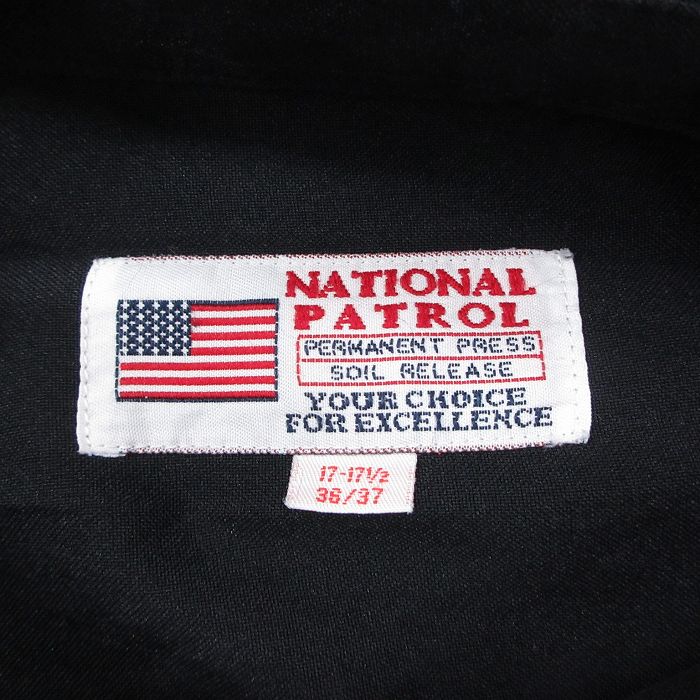 NATIONAL
PATROL
PERMANENT PRESS
SOIL RELEASE
YOUR CHOICE
FOR EXCELLENCE
17-17½
36/37